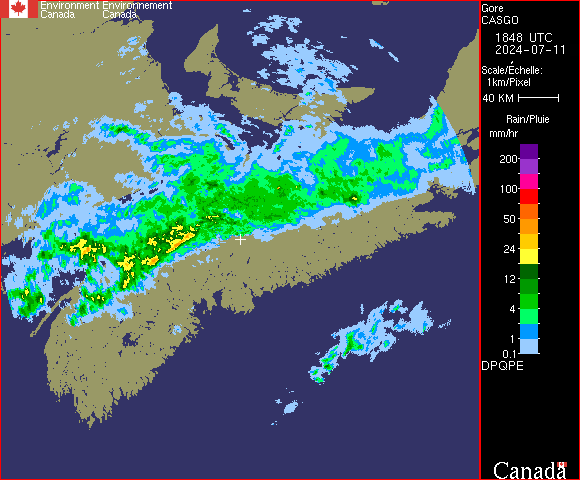 Environment Environnement
Canada Canada
Gore
CASGO
1848 UTC
2024-07-11
Scale/Échelle:
1km/Pixel
40 KM
Rain/Pluie
mm/hr
200
100
50
24
12
4
1
0.1
DPQPE
Canada